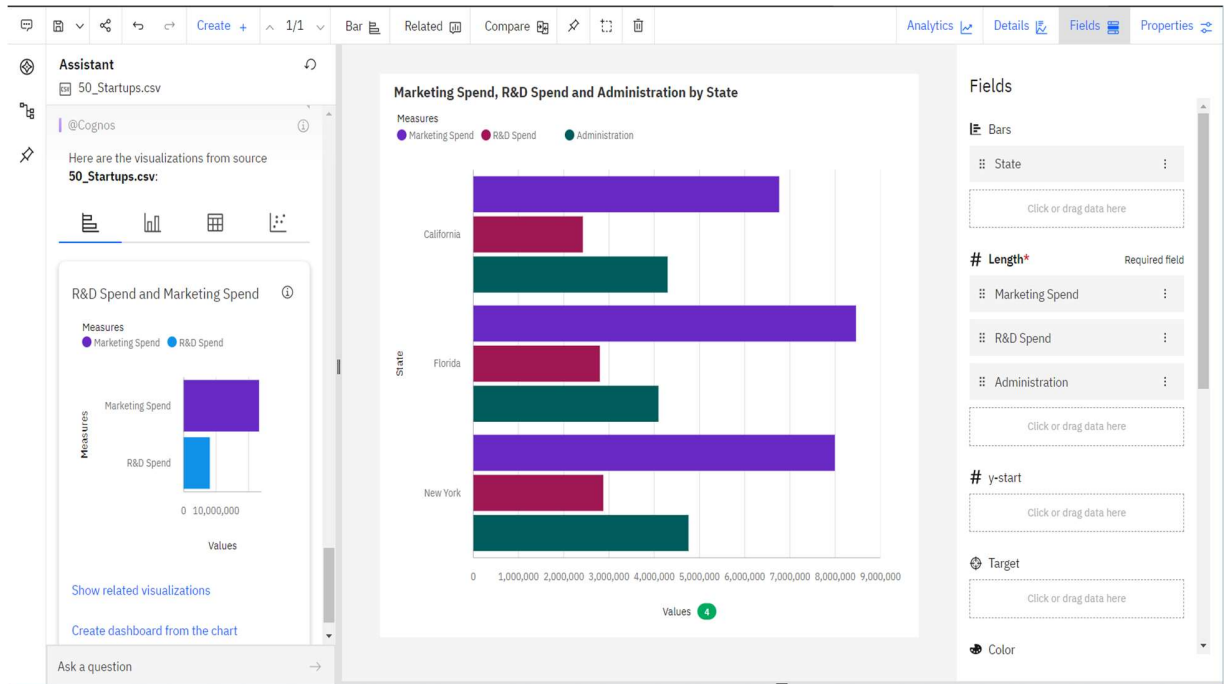 Create +
1/1
Bar
Related
Compare
Analytics
Details
Fields
Properties
Assistant
50_Startups.csv
@Cognos
Here are the visualizations from source
50_Startups.csv:
R&D Spend and Marketing Spend
Measures
Marketing Spend R&D Spend
Measures
Marketing Spend
R&D Spend
0 10,000,000
Values
Show related visualizations
Create dashboard from the chart
Ask a question
Marketing Spend, R&D Spend and Administration by State
Measures
Marketing Spend R&D Spend Administration
State
California
Florida
New York
0 1,000,000 2,000,000 3,000,000 4,000,000 5,000,000 6,000,000 7,000,000 8,000,000 9,000,000
Values 4
Fields
Bars
State
Click or drag data here
# Length* Required field
Marketing Spend
R&D Spend
Administration
Click or drag data here
# y-start
Click or drag data here
Target
Click or drag data here
Color